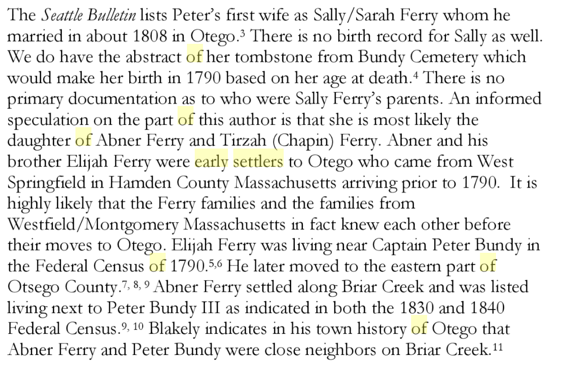 The Seattle Bulletin lists Peter's first wife as Sally/Sarah Ferry whom he
married in about 1808 in Otego.³ There is no birth record for Sally as well.
We do have the abstract of her tombstone from Bundy Cemetery which
would make her birth in 1790 based on her age at death.⁴ There is no
primary documentation as to who were Sally Ferry's parents. An informed
speculation on the part of this author is that she is most likely the
daughter of Abner Ferry and Tirzah (Chapin) Ferry. Abner and his
brother Elijah Ferry were early settlers to Otego who came from West
Springfield in Hamden County Massachusetts arriving prior to 1790. It is
highly likely that the Ferry families and the families from
Westfield/Montgomery Massachusetts in fact knew each other before
their moves to Otego. Elijah Ferry was living near Captain Peter Bundy in
the Federal Census of 1790.⁵,⁶ He later moved to the eastern part of
Otsego County.⁷, ⁸, ⁹ Abner Ferry settled along Briar Creek and was listed
living next to Peter Bundy III as indicated in both the 1830 and 1840
Federal Census.⁹, ¹⁰ Blakely indicates in his town history of Otego that
Abner Ferry and Peter Bundy were close neighbors on Briar Creek.¹¹